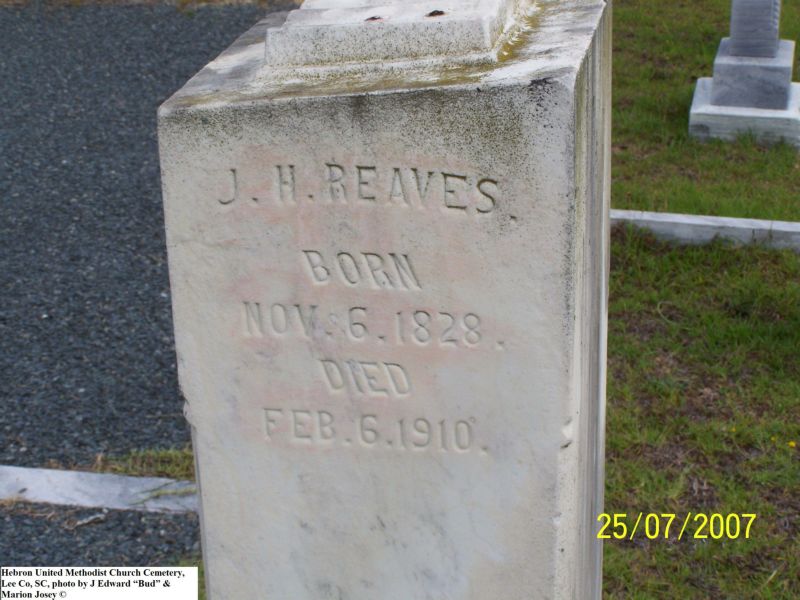 J. H. REAVES.
BORN
NOV. 6. 1828.
DIED
FEB. 6. 1910.
25/07/2007
Hebron United Methodist Church Cemetery,
Lee Co, SC, photo by J Edward “Bud” &
Marion Josey ©